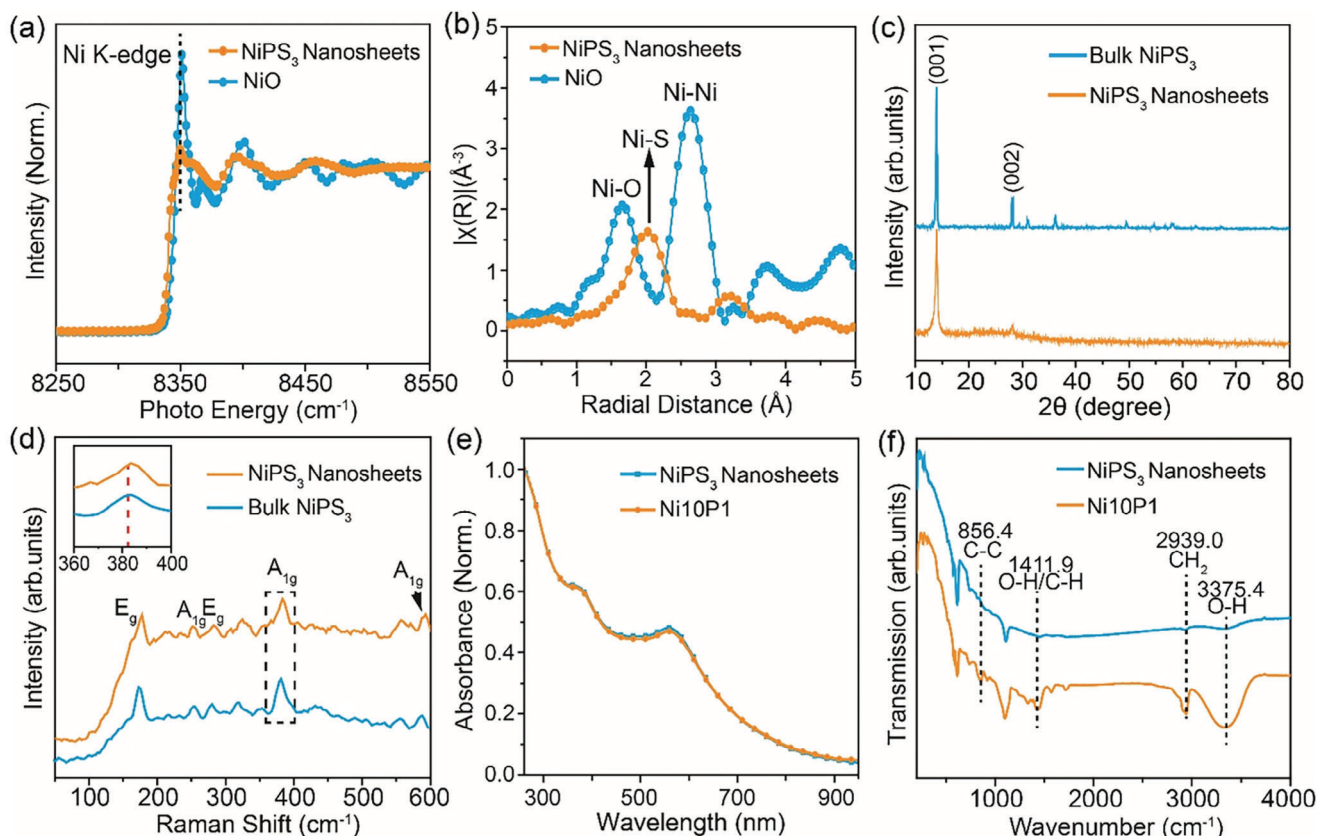 (a)
Ni K-edge
NiPS₃ Nanosheets
NiO
Intensity (Norm.)
8250 8350 8450 8550
Photo Energy (cm⁻¹)
(b)
NiPS₃ Nanosheets
NiO
Ni-Ni
Ni-S
Ni-O
|χ(R)|(Å⁻³)
5
4
3
2
1
0
0 1 2 3 4 5
Radial Distance (Å)
(c)
Bulk NiPS₃
NiPS₃ Nanosheets
(001)
(002)
Intensity (arb.units)
10 20 30 40 50 60 70 80
2θ (degree)
(d)
NiPS₃ Nanosheets
Bulk NiPS₃
360 380 400
E_g
A₁g
E_g
A₁g
A₁g
Intensity (arb.units)
100 200 300 400 500 600
Raman Shift (cm⁻¹)
(e)
NiPS₃ Nanosheets
Ni10P1
Absorbance (Norm.)
1.0
0.8
0.6
0.4
0.2
0.0
300 450 600 750 900
Wavelength (nm)
(f)
NiPS₃ Nanosheets
Ni10P1
856.4
C-C
1411.9
O-H/C-H
2939.0
CH₂
3375.4
O-H
Transmission (arb.units)
1000 2000 3000 4000
Wavenumber (cm⁻¹)